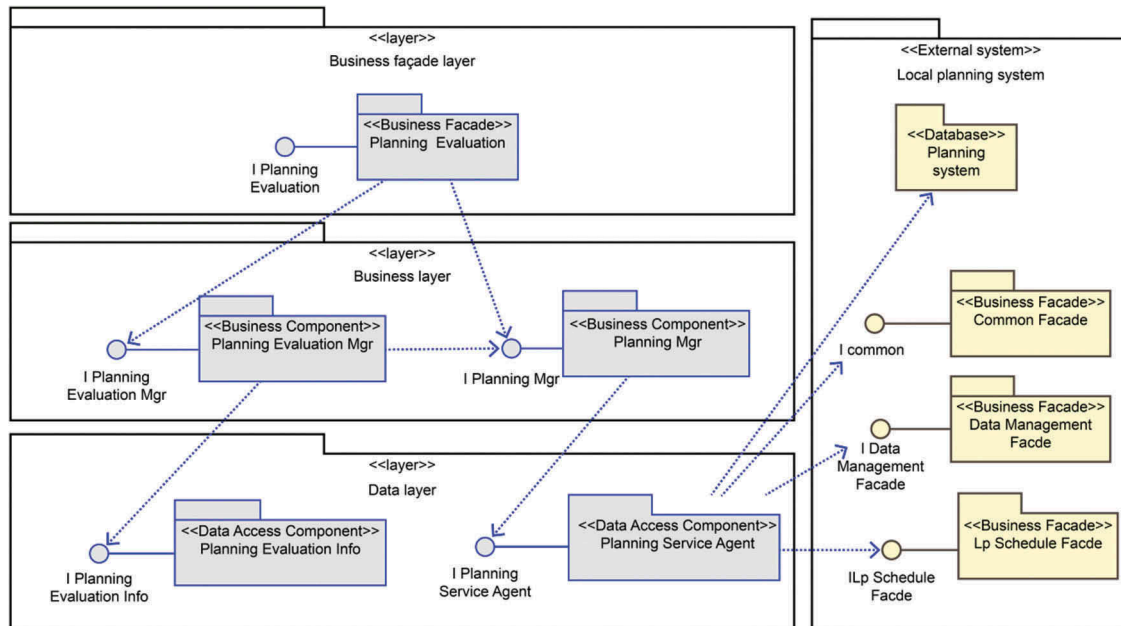 <<layer>>
Business façade layer
<<Business Facade>>
Planning Evaluation
I Planning
Evaluation
<<layer>>
Business layer
<<Business Component>>
Planning Evaluation Mgr
I Planning
Evaluation Mgr
<<Business Component>>
Planning Mgr
I Planning Mgr
<<layer>>
Data layer
<<Data Access Component>>
Planning Evaluation Info
I Planning
Evaluation Info
<<Data Access Component>>
Planning Service Agent
I Planning
Service Agent
<<External system>>
Local planning system
<<Database>>
Planning
system
<<Business Facade>>
Common Facade
I common
<<Business Facade>>
Data Management
Facde
I Data
Management
Facade
<<Business Facade>>
Lp Schedule Facde
ILp Schedule
Facde